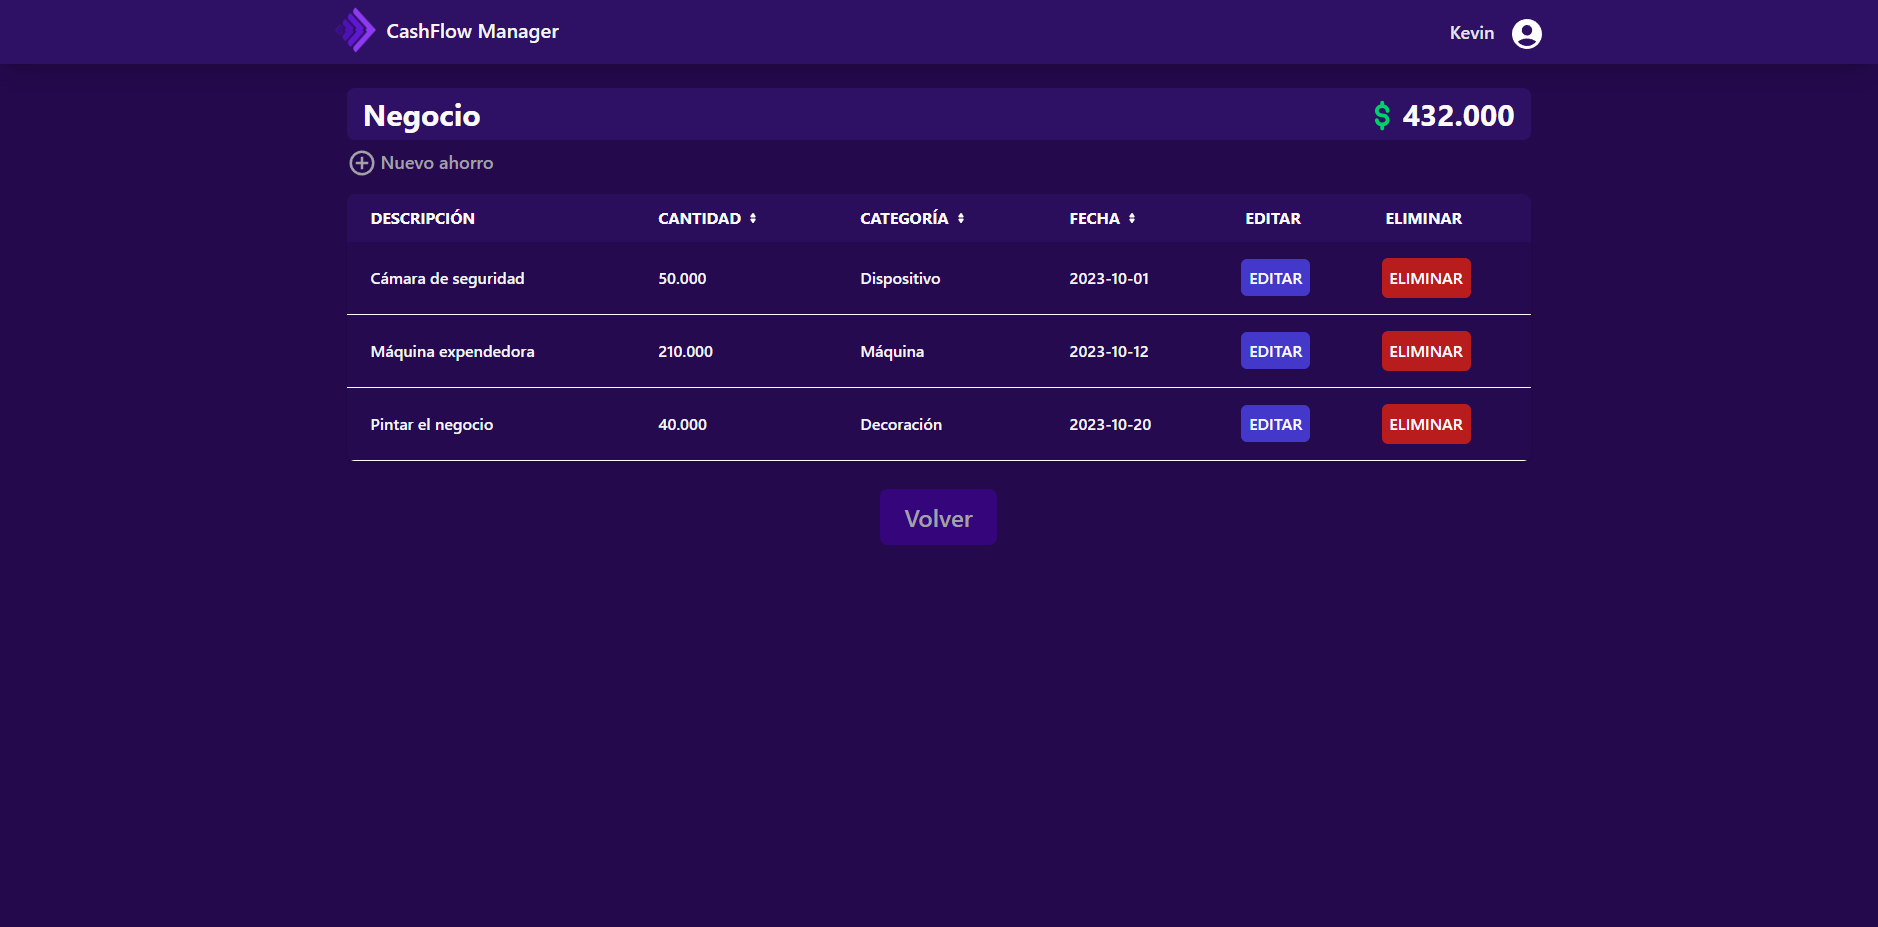 CashFlow Manager
Kevin
Negocio
$ 432.000
Nuevo ahorro
DESCRIPCIÓN CANTIDAD CATEGORÍA FECHA EDITAR ELIMINAR
Cámara de seguridad 50.000 Dispositivo 2023-10-01 EDITAR ELIMINAR
Máquina expendedora 210.000 Máquina 2023-10-12 EDITAR ELIMINAR
Pintar el negocio 40.000 Decoración 2023-10-20 EDITAR ELIMINAR
Volver